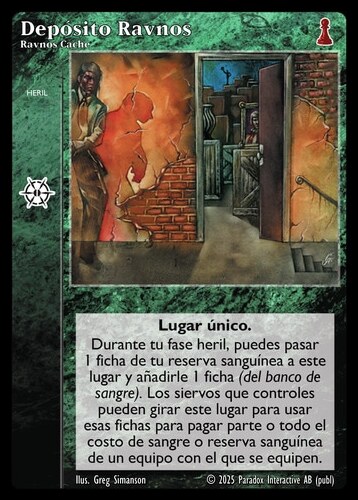 Deposito Ravnos
Ravnos Cache
HERIL
Lugar único.
Durante tu fase heril, puedes pasar
1 ficha de tu reserva sanguínea a este
lugar y añadirle 1 ficha (del banco de
sangre). Los siervos que controles
pueden girar este lugar para usar
esas fichas para pagar parte o todo el
costo de sangre o reserva sanguínea
de un equipo con el que se equipen.
Ilus. Greg Simanson
© 2025 Paradox Interactive AB (publ)